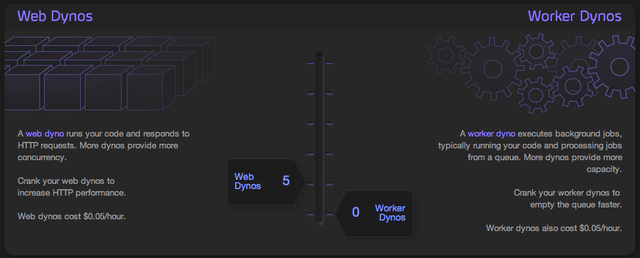 Web Dynos
Worker Dynos
A web dyno runs your code and responds to
HTTP requests. More dynos provide more
concurrency.
Crank your web dynos to
increase HTTP performance.
Web dynos cost $0.05/hour.
Web
Dynos
5
0
Worker
Dynos
A worker dyno executes background jobs,
typically running your code and processing jobs
from a queue. More dynos provide more
capacity.
Crank your worker dynos to
empty the queue faster.
Worker dynos also cost $0.05/hour.